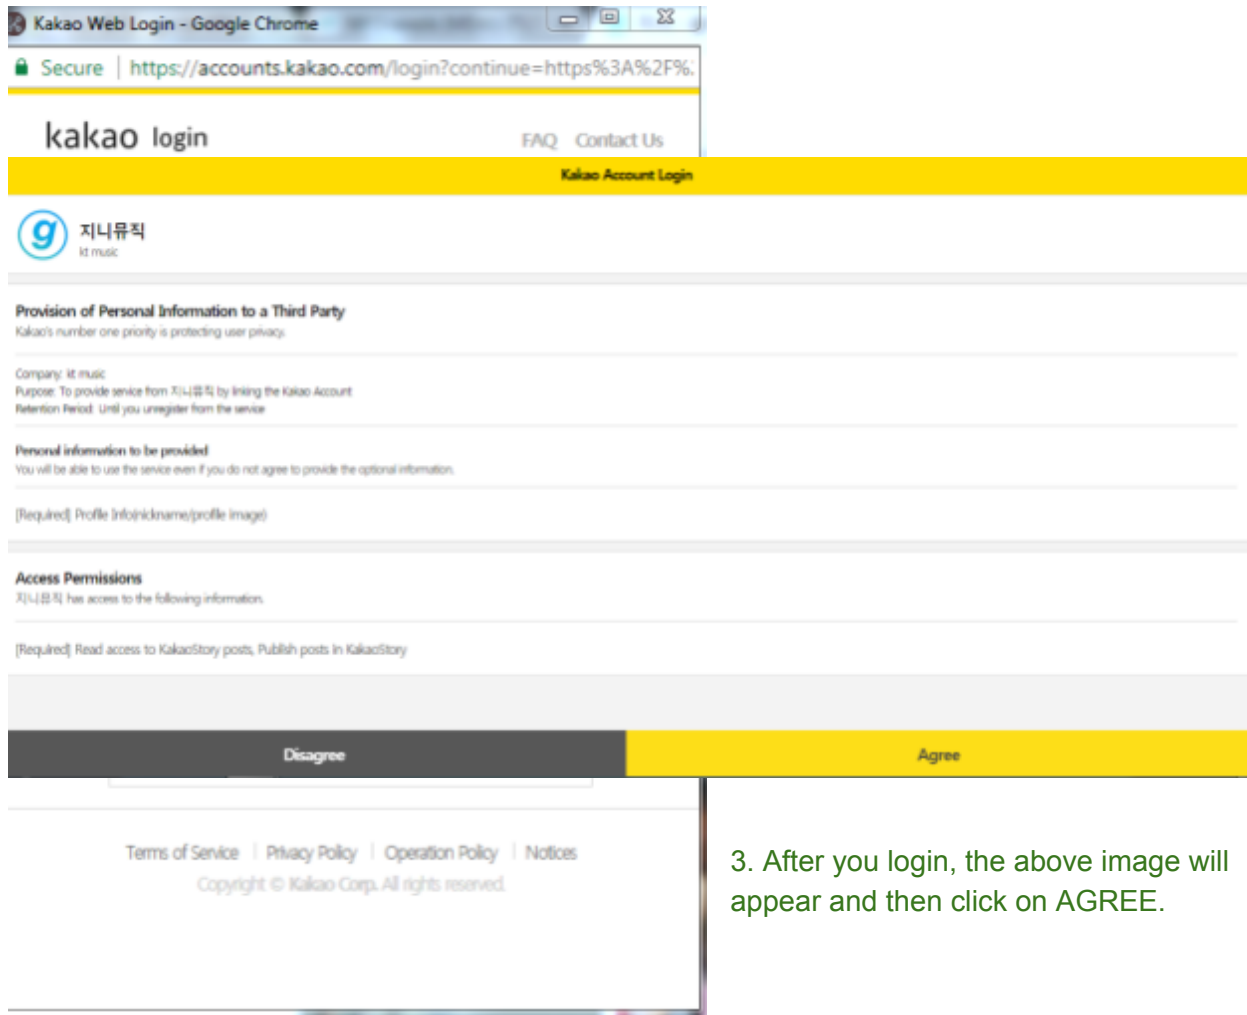 Kakao Web Login - Google Chrome
Secure | https://accounts.kakao.com/login?continue=https%3A%2F%
kakao login
FAQ Contact Us
Kakao Account Login
g
지니뮤직
kt music
Provision of Personal Information to a Third Party
Kakao's number one priority is protecting user privacy.
Company: kt music
Purpose: To provide service from 지니뮤직 by linking the Kakao Account
Retention Period: Until you unregister from the service
Personal information to be provided
You will be able to use the service even if you do not agree to provide the optional information.
[Required] Profile Info(nickname/profile image)
Access Permissions
지니뮤직 has access to the following information.
[Required] Read access to KakaoStory posts, Publish posts in KakaoStory
Disagree
Agree
Terms of Service | Privacy Policy | Operation Policy | Notices
Copyright © Kakao Corp. All rights reserved.
3. After you login, the above image will
appear and then click on AGREE.